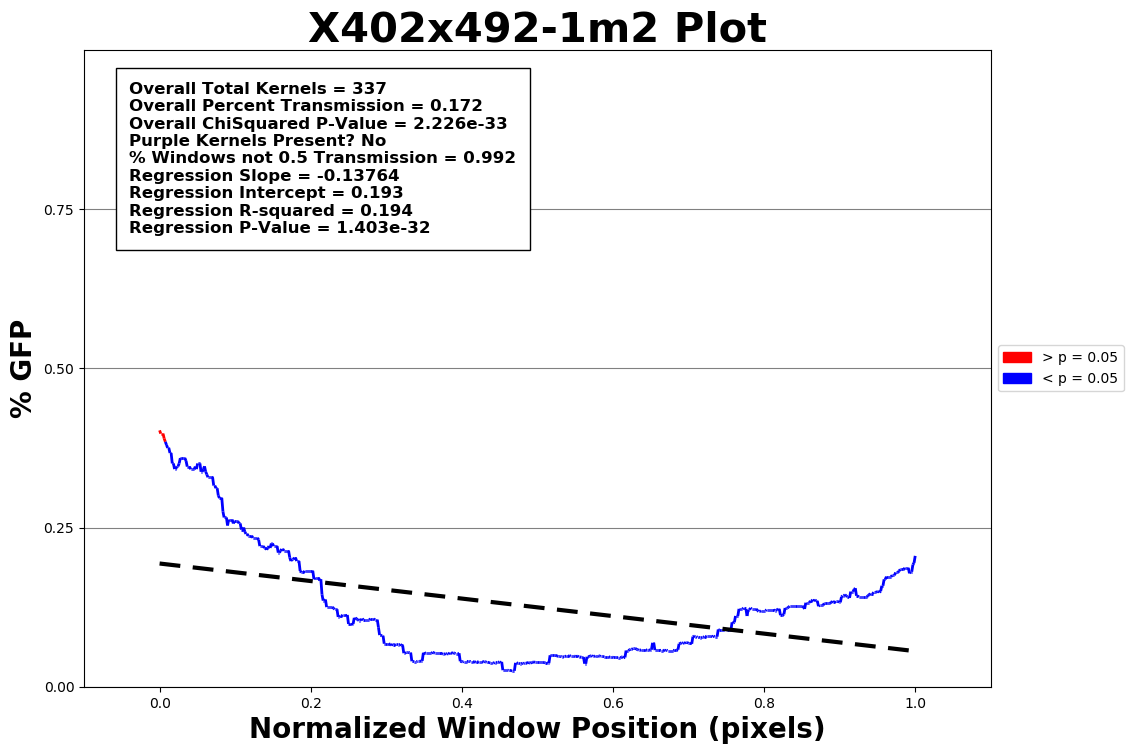 X402x492-1m2 Plot
Overall Total Kernels = 337
Overall Percent Transmission = 0.172
Overall ChiSquared P-Value = 2.226e-33
Purple Kernels Present? No
% Windows not 0.5 Transmission = 0.992
Regression Slope = -0.13764
Regression Intercept = 0.193
Regression R-squared = 0.194
Regression P-Value = 1.403e-32
% GFP
0.75
0.50
0.25
0.00
> p = 0.05
< p = 0.05
0.0 0.2 0.4 0.6 0.8 1.0
Normalized Window Position (pixels)